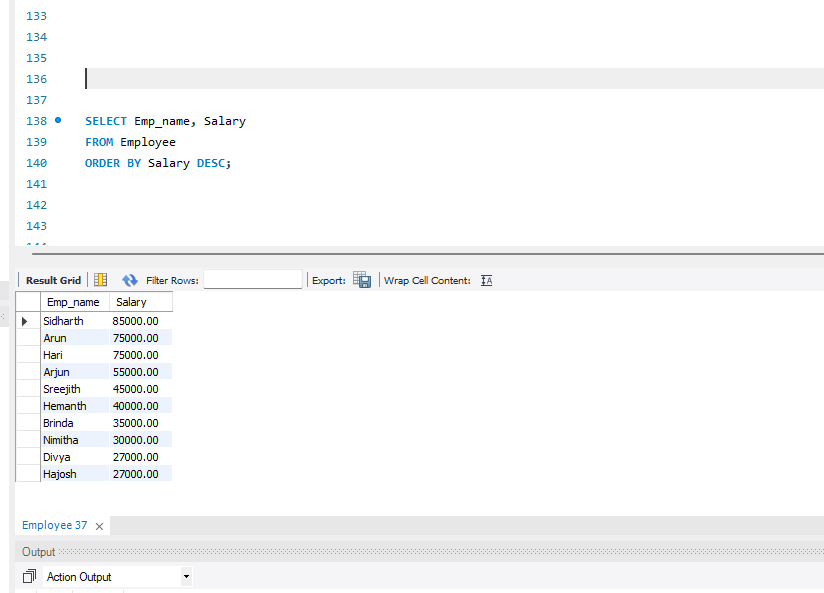 133
134
135
136
137
138 SELECT Emp_name, Salary
139 FROM Employee
140 ORDER BY Salary DESC;
141
142
143
Result Grid Filter Rows: Export: Wrap Cell Content:
Emp_name Salary
Sidharth 85000.00
Arun 75000.00
Hari 75000.00
Arjun 55000.00
Sreejith 45000.00
Hemanth 40000.00
Brinda 35000.00
Nimitha 30000.00
Divya 27000.00
Hajosh 27000.00
Employee 37
Output
Action Output